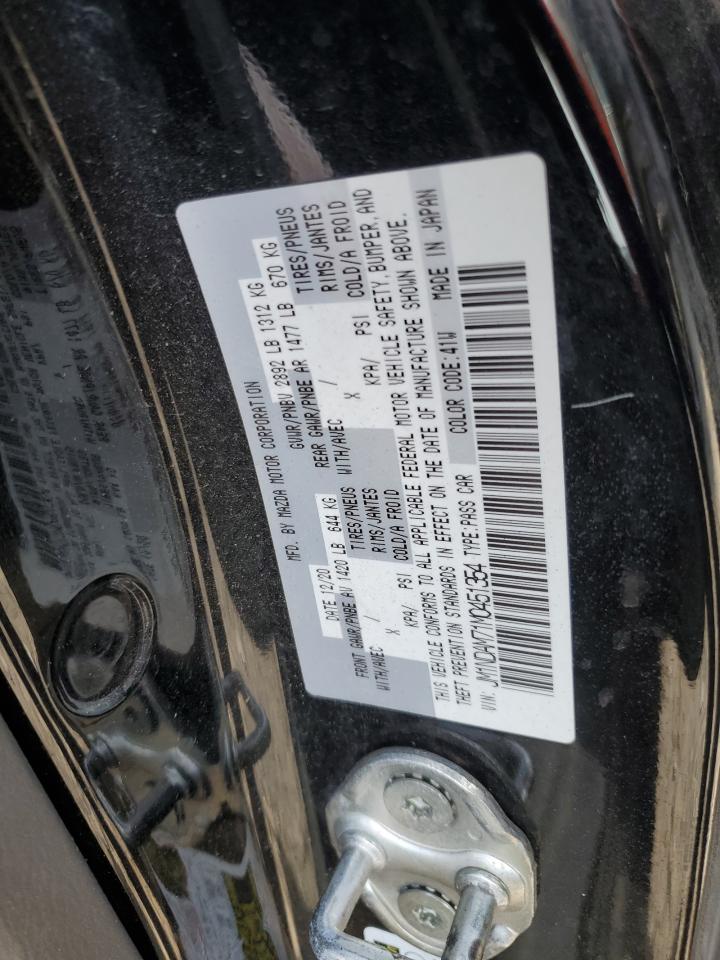 MFD. BY MAZDA MOTOR CORPORATION
DATE 12/20 GVWR/PNBV 2892 LB 1312 KG
FRONT GAWR/PNBE AV 1420 LB 644 KG REAR GAWR/PNBE AR 1477 LB 670 KG
WITH/AVEC TIRES/PNEUS WITH/AVEC TIRES/PNEUS
/ RIMS/JANTES / RIMS/JANTES
X COLD/A FROID X COLD/A FROID
KPA/ PSI KPA/ PSI
THIS VEHICLE CONFORMS TO ALL APPLICABLE FEDERAL MOTOR VEHICLE SAFETY, BUMPER, AND
THEFT PREVENTION STANDARDS IN EFFECT ON THE DATE OF MANUFACTURE SHOWN ABOVE.
VIN: JM1NDAM71M0451354 TYPE:PASS CAR COLOR CODE:41W MADE IN JAPAN